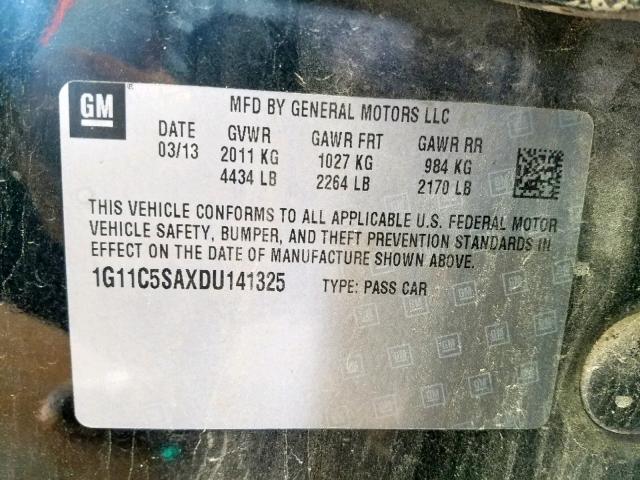 GM
MFD BY GENERAL MOTORS LLC
DATE GVWR GAWR FRT GAWR RR
03/13 2011 KG 1027 KG 984 KG
4434 LB 2264 LB 2170 LB
THIS VEHICLE CONFORMS TO ALL APPLICABLE U.S. FEDERAL MOTOR
VEHICLE SAFETY, BUMPER, AND THEFT PREVENTION STANDARDS IN
EFFECT ON THE DATE OF MANUFACTURE SHOWN ABOVE.
1G11C5SAXDU141325 TYPE: PASS CAR